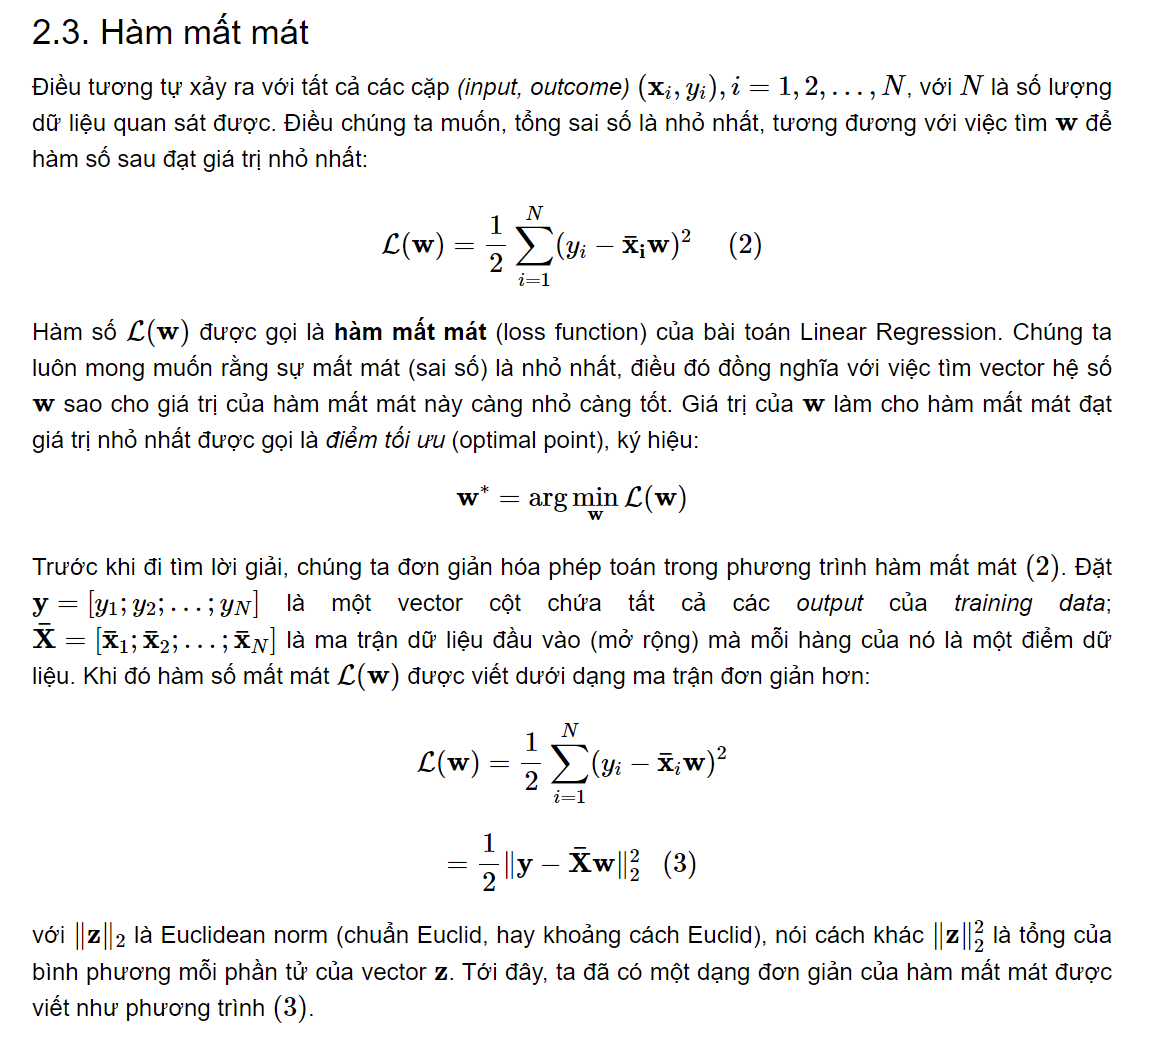 2.3. Hàm mất mát
Điều tương tự xảy ra với tất cả các cặp (input, outcome) (𝐱ᵢ, yᵢ), i = 1, 2, …, N, với N là số lượng
dữ liệu quan sát được. Điều chúng ta muốn, tổng sai số là nhỏ nhất, tương đương với việc tìm 𝐰 để
hàm số sau đạt giá trị nhỏ nhất:
$\mathcal{L}(\mathbf{w}) = \frac{1}{2} \sum_{i=1}^{N} (y_i - \mathbf{\bar{x}_i w})^2 \quad (2)$
Hàm số $\mathcal{L}(\mathbf{w})$ được gọi là hàm mất mát (loss function) của bài toán Linear Regression. Chúng ta
luôn mong muốn rằng sự mất mát (sai số) là nhỏ nhất, điều đó đồng nghĩa với việc tìm vector hệ số
𝐰 sao cho giá trị của hàm mất mát này càng nhỏ càng tốt. Giá trị của 𝐰 làm cho hàm mất mát đạt
giá trị nhỏ nhất được gọi là điểm tối ưu (optimal point), ký hiệu:
$\mathbf{w}^* = \arg\min_{\mathbf{w}} \mathcal{L}(\mathbf{w})$
Trước khi đi tìm lời giải, chúng ta đơn giản hóa phép toán trong phương trình hàm mất mát (2). Đặt
$\mathbf{y} = [y_1; y_2; \dots; y_N]$ là một vector cột chứa tất cả các output của training data;
$\mathbf{\bar{X}} = [\mathbf{\bar{x}}_1; \mathbf{\bar{x}}_2; \dots; \mathbf{\bar{x}}_N]$ là ma trận dữ liệu đầu vào (mở rộng) mà mỗi hàng của nó là một điểm dữ
liệu. Khi đó hàm số mất mát $\mathcal{L}(\mathbf{w})$ được viết dưới dạng ma trận đơn giản hơn:
$\mathcal{L}(\mathbf{w}) = \frac{1}{2} \sum_{i=1}^{N} (y_i - \mathbf{\bar{x}}_i \mathbf{w})^2$
$= \frac{1}{2} \|\mathbf{y} - \mathbf{\bar{X}w}\|_2^2 \quad (3)$
với $\|\mathbf{z}\|_2$ là Euclidean norm (chuẩn Euclid, hay khoảng cách Euclid), nói cách khác $\|\mathbf{z}\|_2^2$ là tổng của
bình phương mỗi phần tử của vector 𝐳. Tới đây, ta đã có một dạng đơn giản của hàm mất mát được
viết như phương trình (3).